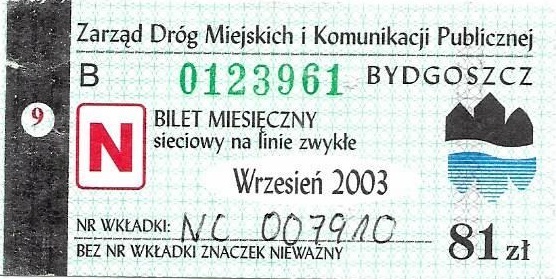 Zarząd Dróg Miejskich i Komunikacji Publicznej
B 0123961 BYDGOSZCZ
9
N
BILET MIESIĘCZNY
sieciowy na linie zwykłe
Wrzesień 2003
NR WKŁADKI: NC 007910
BEZ NR WKŁADKI ZNACZEK NIEWAŻNY
81 zł